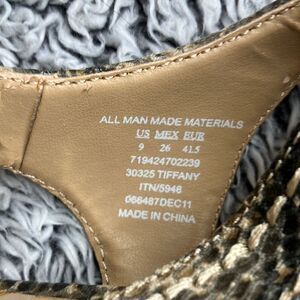 ALL MAN MADE MATERIALS
US MEX EUR
9 26 41.5
719424702239
30325 TIFFANY
ITN/5948
066487DEC11
MADE IN CHINA